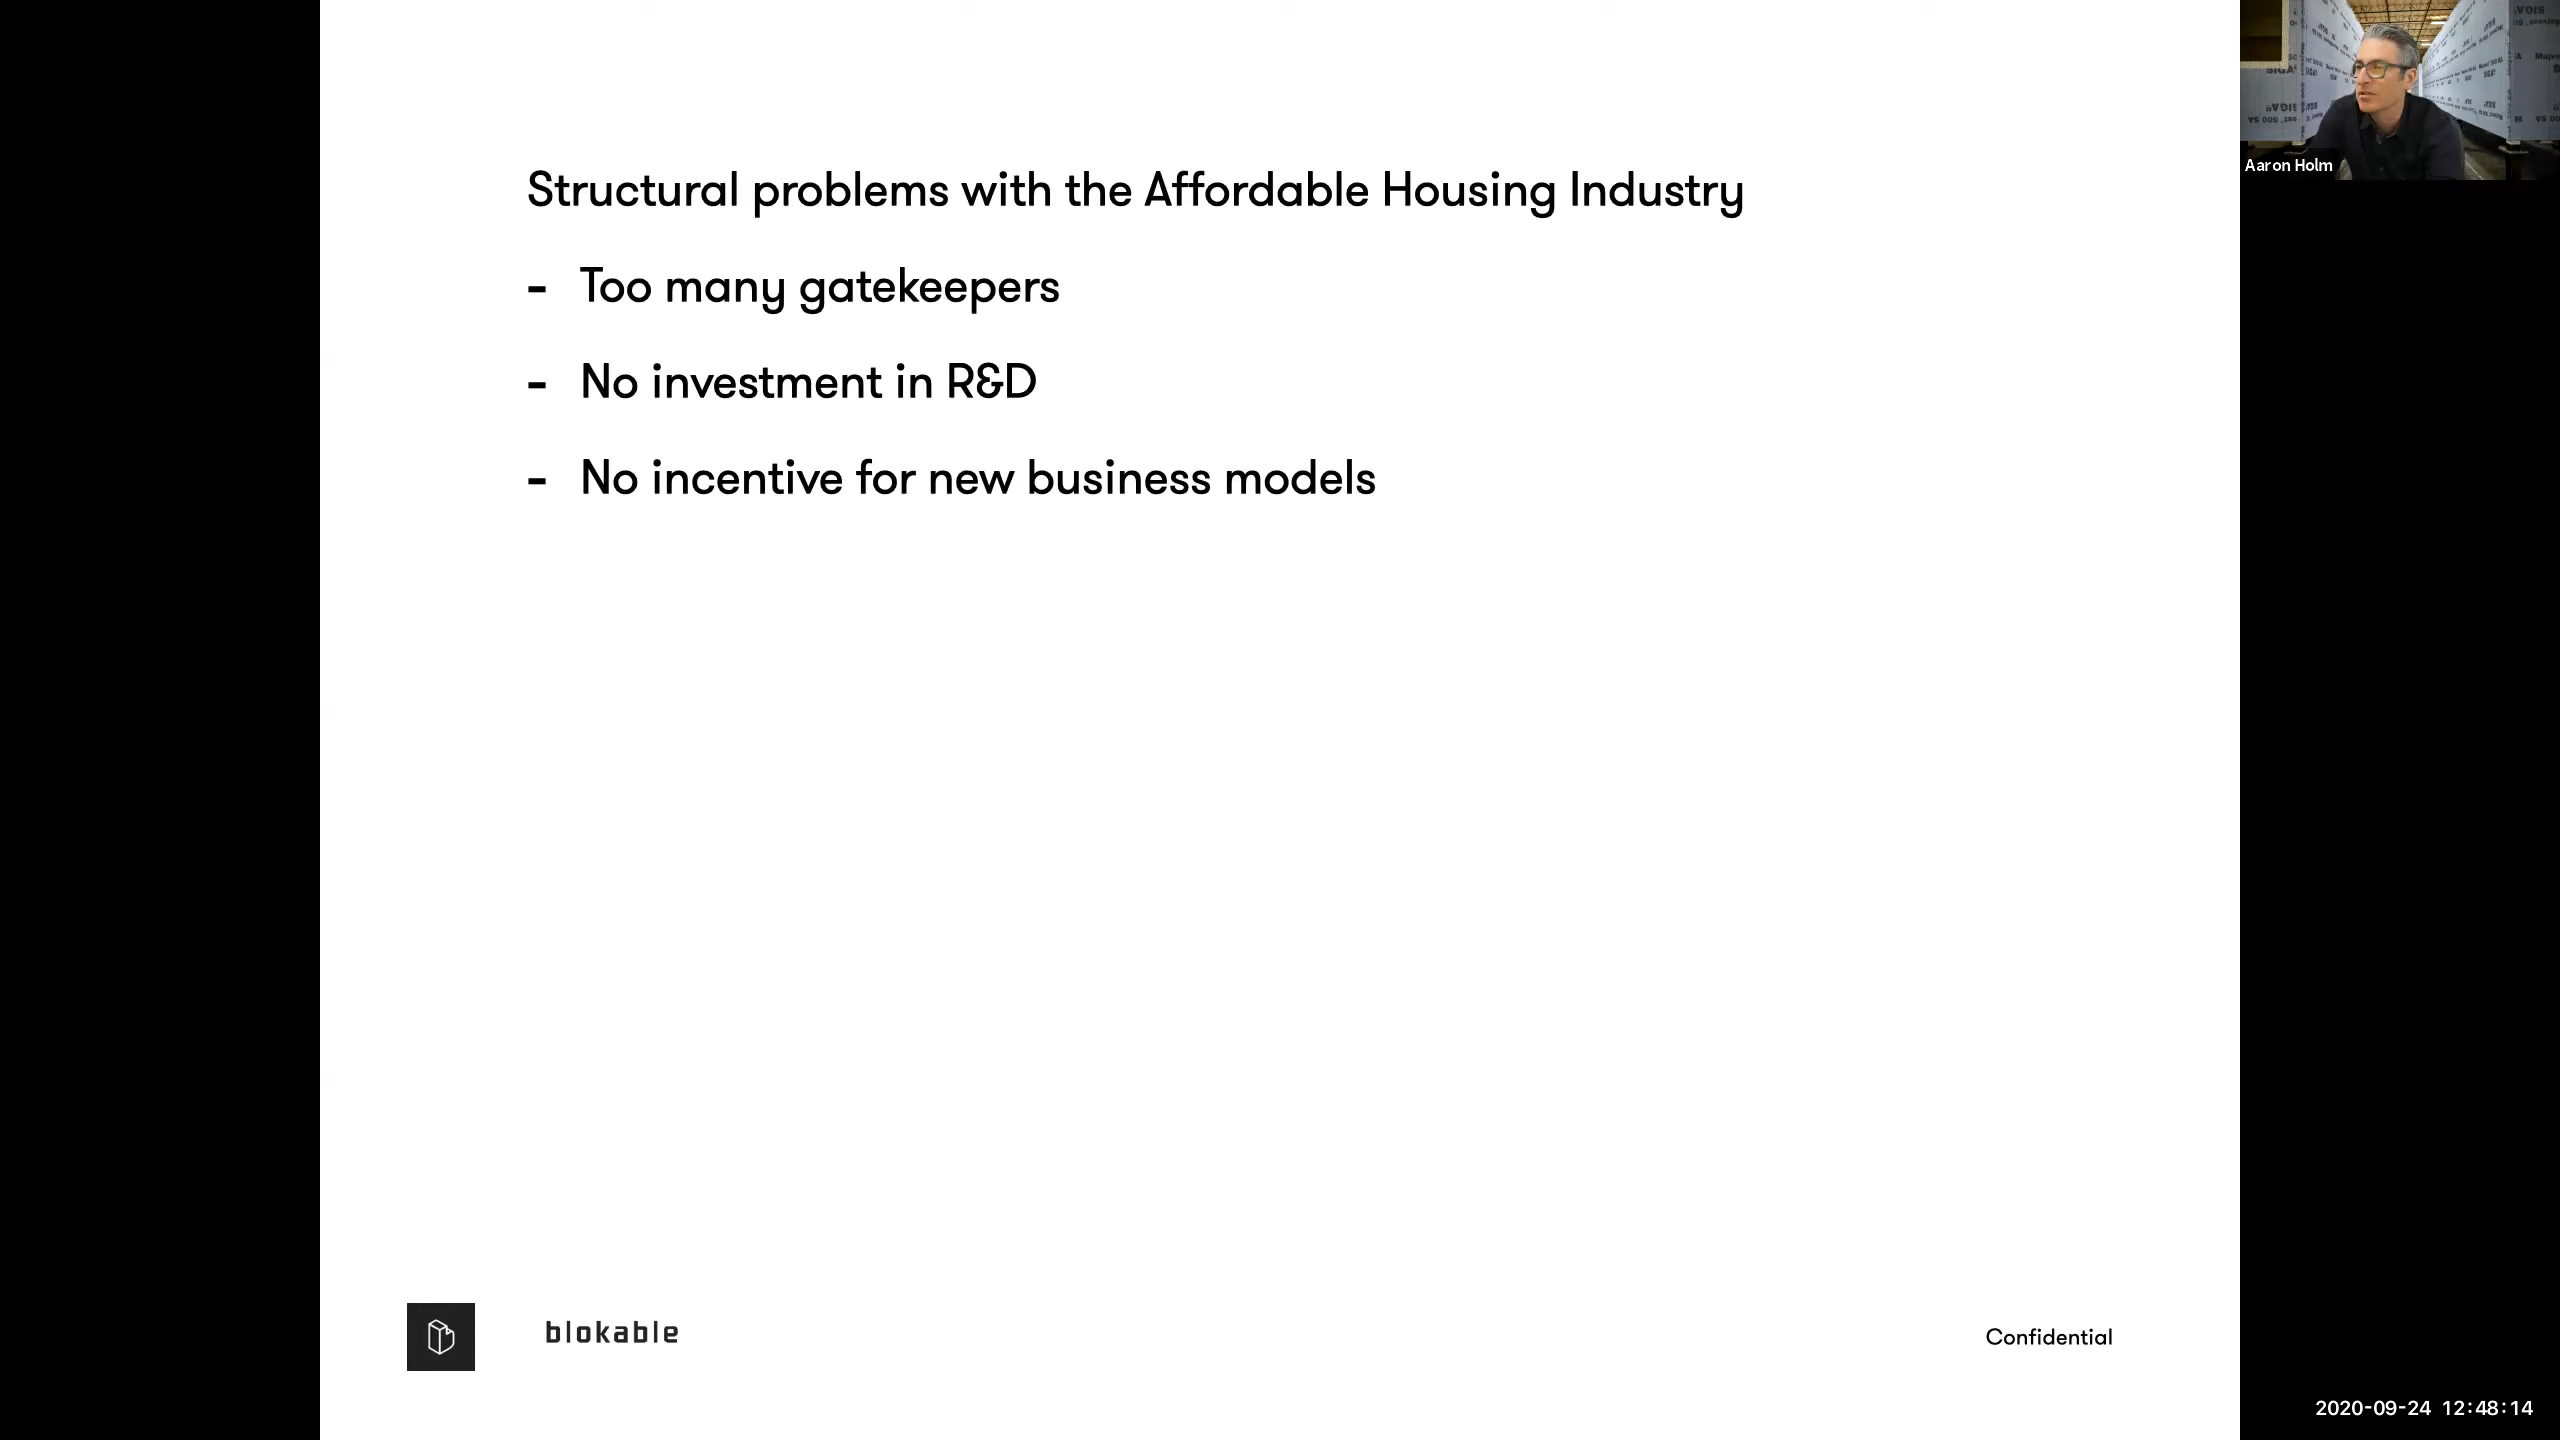 Structural problems with the Affordable Housing Industry
- Too many gatekeepers
- No investment in R&D
- No incentive for new business models
blokable
Confidential
Aaron Holm
2020-09-24 12:48:14